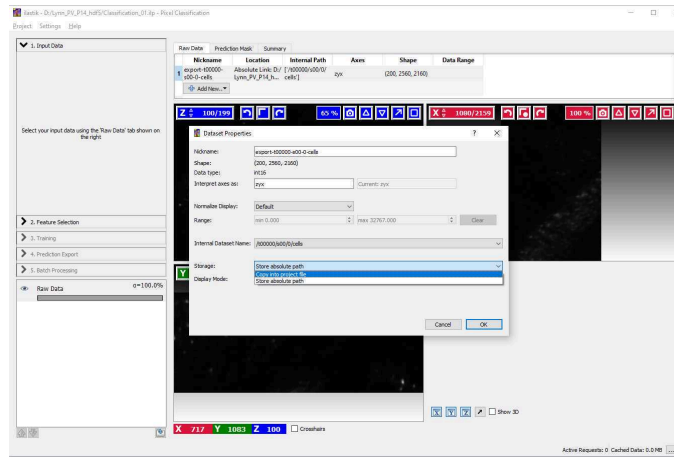 ilastik - D:/Lynn_PV_P14_hdf5/Classification_01.ilp - Pixel Classification
Project Settings Help
1. Input Data
Select your input data using the 'Raw Data' tab shown on
the right
2. Feature Selection
3. Training
4. Prediction Export
5. Batch Processing
Raw Data α=100.0%
Raw Data Prediction Mask Summary
Nickname Location Internal Path Axes Shape Data Range
1 export-t00000-s00-0-cells Absolute Link: D:/Lynn_PV_P14_h... ['/t00000/s00/0/cells'] zyx (200, 2560, 2160)
Add New...
Z 100/199 65 % X 1080/2159 100 %
Dataset Properties ? X
Nickname: export-t00000-s00-0-cells
Shape: (200, 2560, 2160)
Data type: int16
Interpret axes as: zyx Current: zyx
Normalize Display: Default
Range: min 0.000 max 32767.000 Clear
Internal Dataset Name: /t00000/s00/0/cells
Storage: Store absolute path
Copy into project file
Display Mode: Store absolute path
Cancel OK
Y
X Y Z Show 3D
X 717 Y 1083 Z 100 Crosshairs
Active Requests: 0 Cached Data: 0.0 MB ...